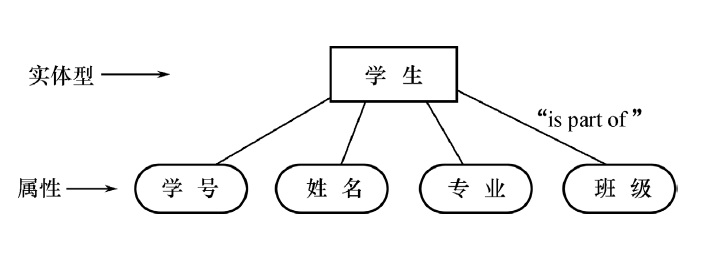 实体型
学生
“is part of”
属性
学号
姓名
专业
班级